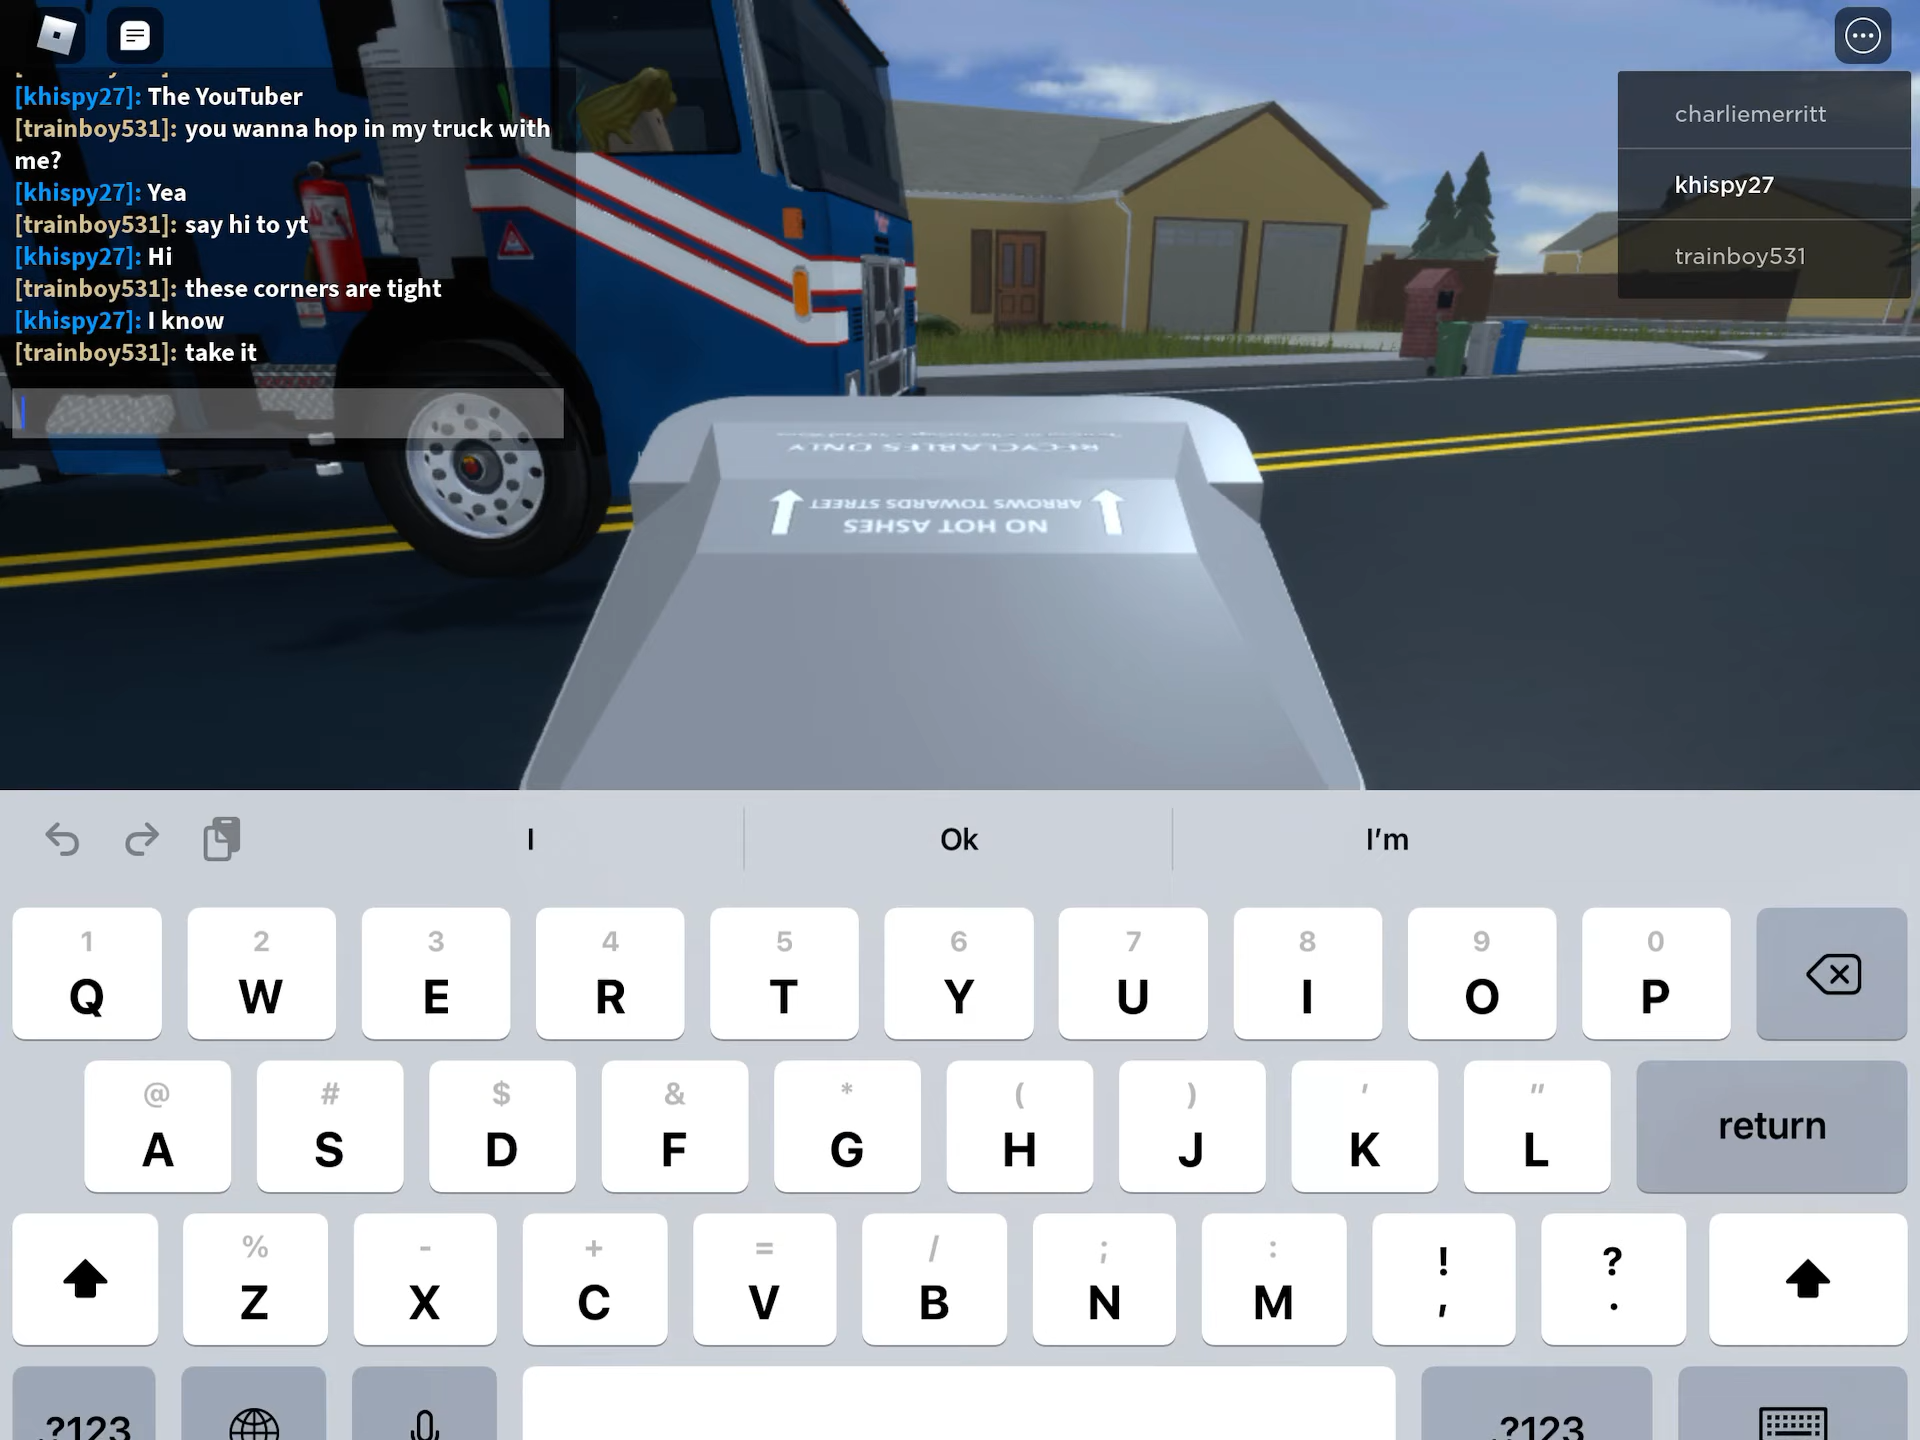 [khispy27]: The YouTuber
[trainboy531]: you wanna hop in my truck with
me?
[khispy27]: Yea
[trainboy531]: say hi to yt
[khispy27]: Hi
[trainboy531]: these corners are tight
[khispy27]: I know
[trainboy531]: take it
charliemerritt
khispy27
trainboy531
RECYCLABLES ONLY
ARROWS TOWARDS STREET
NO HOT ASHES
I Ok I'm
1 2 3 4 5 6 7 8 9 0
Q W E R T Y U I O P
@ # $ & * ( ) ' "
A S D F G H J K L return
% - + = / ; : ! ?
Z X C V B N M , .
.?123 .?123